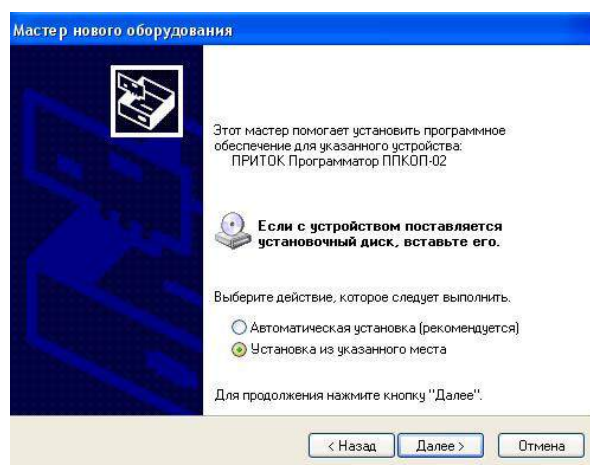 Мастер нового оборудования
Этот мастер помогает установить программное
обеспечение для указанного устройства:
ПРИТОК Программатор ППКОП-02
Если с устройством поставляется
установочный диск, вставьте его.
Выберите действие, которое следует выполнить.
Автоматическая установка (рекомендуется)
Установка из указанного места
Для продолжения нажмите кнопку "Далее".
< Назад Далее > Отмена